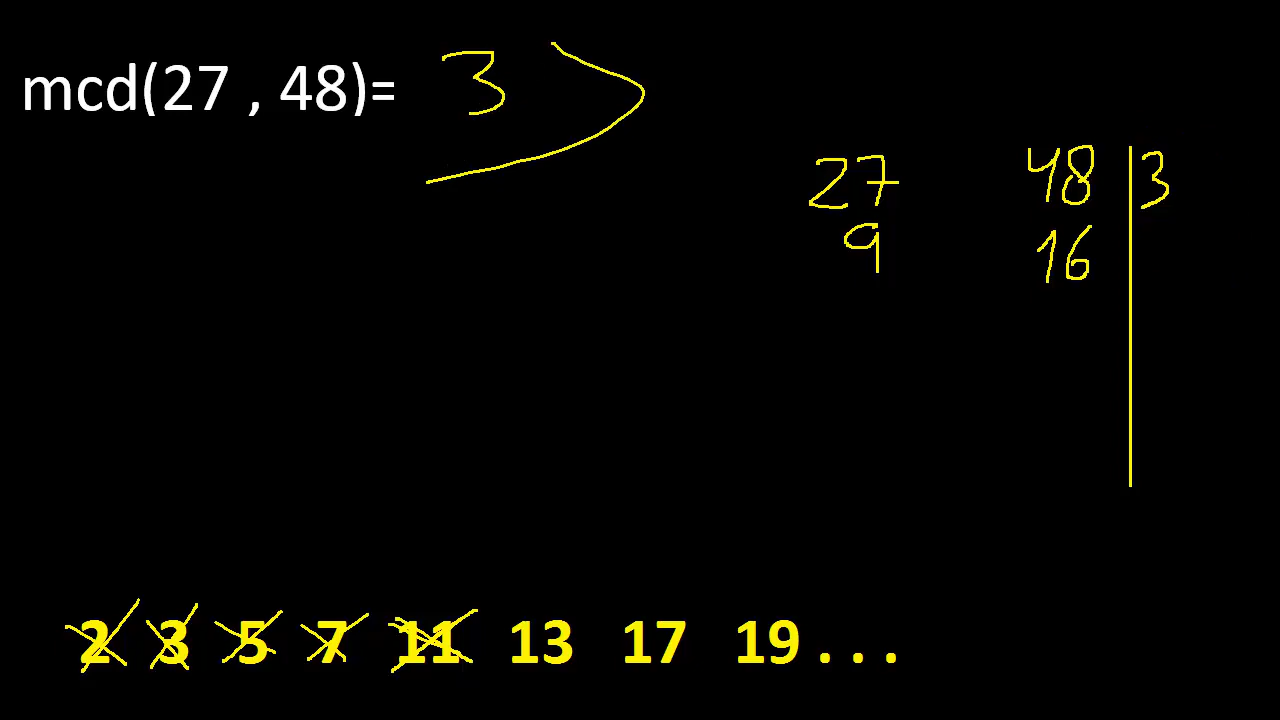 mcd(27 , 48)= 3
27 48 3
9 16
2 3 5 7 11 13 17 19 . . .